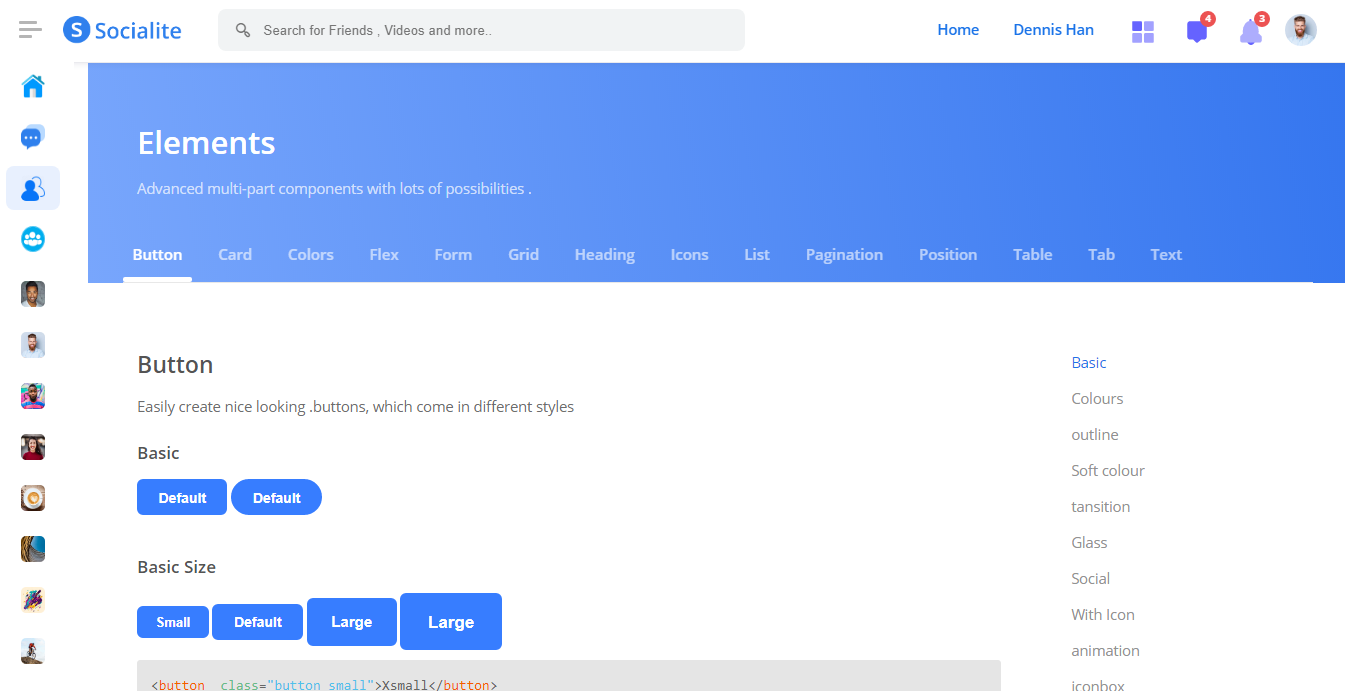 S Socialite
Search for Friends , Videos and more..
Home
Dennis Han
4
3
Elements
Advanced multi-part components with lots of possibilities .
Button Card Colors Flex Form Grid Heading Icons List Pagination Position Table Tab Text
Button
Easily create nice looking .buttons, which come in different styles
Basic
Default Default
Basic Size
Small Default Large Large
<button class="button small">Xsmall</button>
Basic
Colours
outline
Soft colour
tansition
Glass
Social
With Icon
animation
iconbox